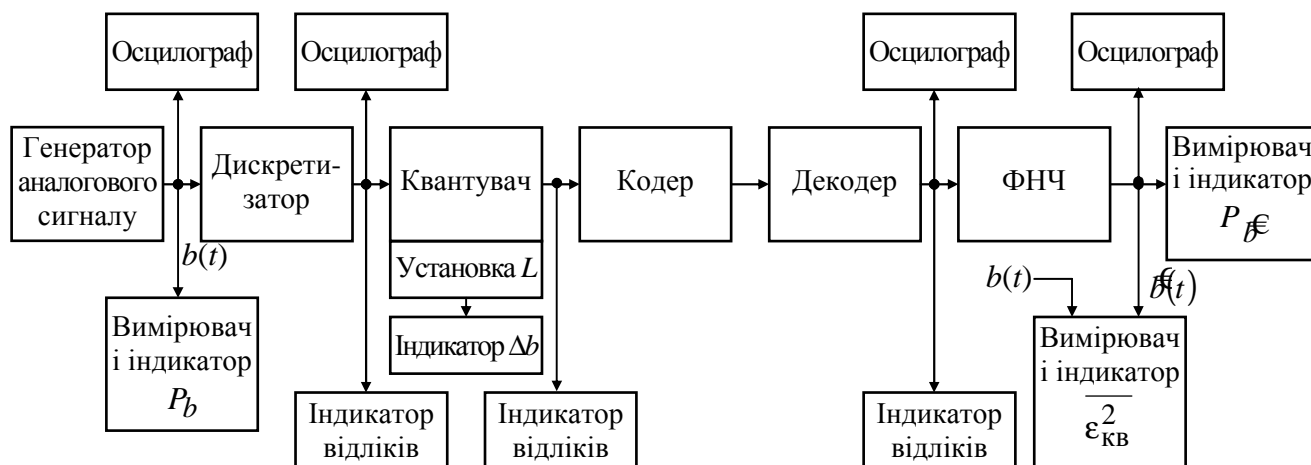 Осцилограф
Осцилограф
Осцилограф
Осцилограф
Генератор
аналогового
сигналу
Дискрети-
затор
Квантувач
Кодер
Декодер
ФНЧ
Вимірювач
і індикатор
P b€
b(t)
Установка L
b(t)
b€(t)
Вимірювач
і індикатор
P b
Індикатор Δb
Вимірювач
і індикатор
ε²кв
Індикатор
відліків
Індикатор
відліків
Індикатор
відліків